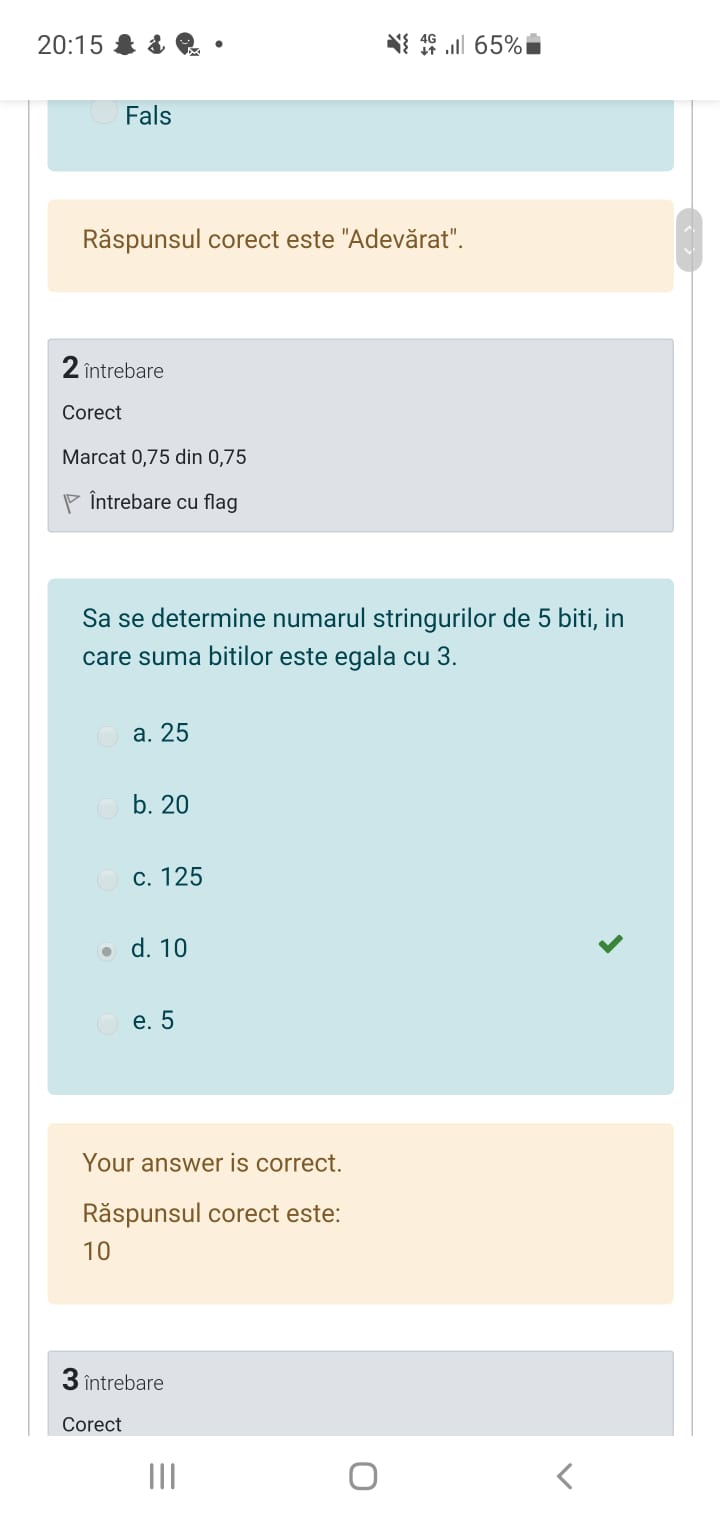 20:15
4G
65%
Fals
Răspunsul corect este "Adevărat".
2 întrebare
Corect
Marcat 0,75 din 0,75
Întrebare cu flag
Sa se determine numarul stringurilor de 5 biti, in
care suma bitilor este egala cu 3.
a. 25
b. 20
c. 125
d. 10
e. 5
Your answer is correct.
Răspunsul corect este:
10
3 întrebare
Corect